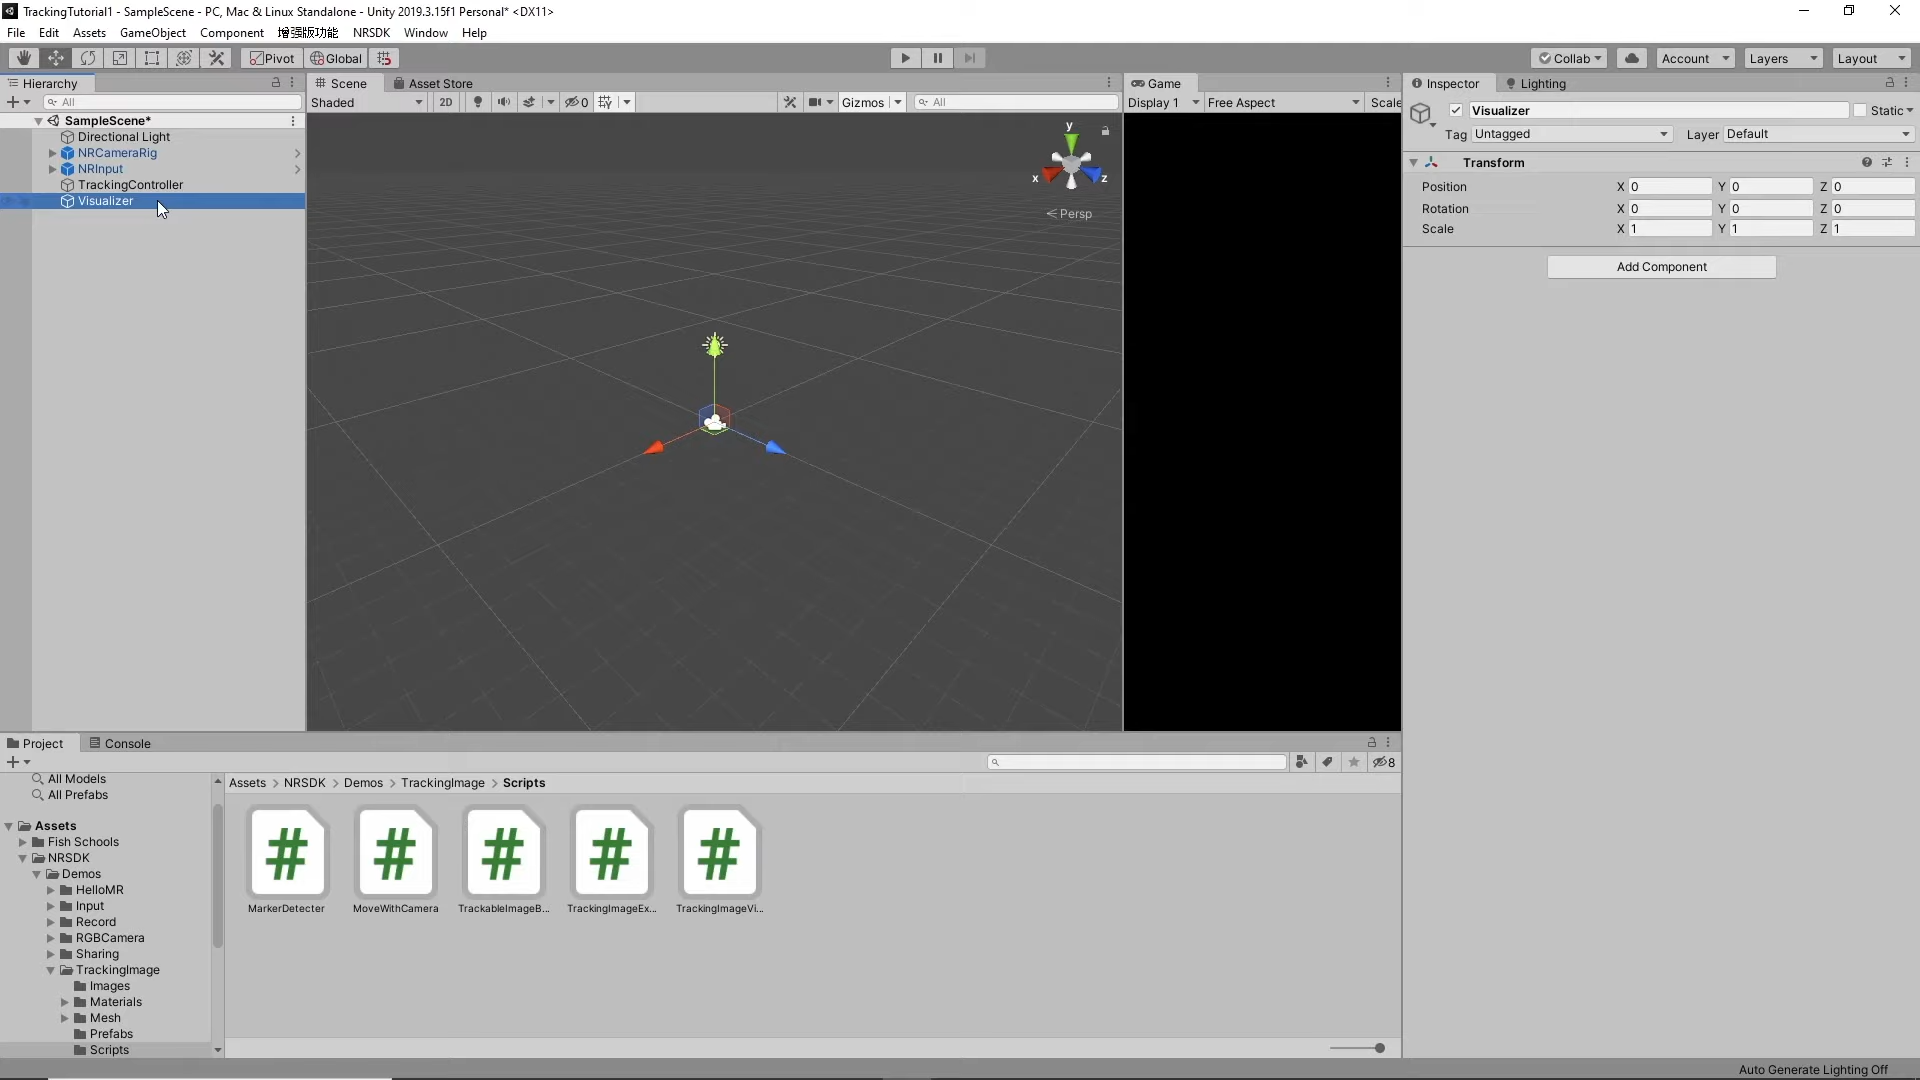 TrackingTutorial1 - SampleScene - PC, Mac & Linux Standalone - Unity 2019.3.15f1 Personal* <DX11>
File Edit Assets GameObject Component 增强版功能 NRSDK Window Help
Pivot Global Collab Account Layers Layout
Hierarchy
All
SampleScene*
Directional Light
NRCameraRig
NRInput
TrackingController
Visualizer
Scene Asset Store
Shaded 2D 0 Gizmos All
y
x
z
Persp
Game
Display 1 Free Aspect Scale
Inspector Lighting
Visualizer Static
Tag Untagged Layer Default
Transform
Position X 0 Y 0 Z 0
Rotation X 0 Y 0 Z 0
Scale X 1 Y 1 Z 1
Add Component
Project Console
8
All Models
All Prefabs
Assets
Fish Schools
NRSDK
Demos
HelloMR
Input
Record
RGBCamera
Sharing
TrackingImage
Images
Materials
Mesh
Prefabs
Scripts
Assets > NRSDK > Demos > TrackingImage > Scripts
# # # # #
MarkerDetecter MoveWithCamera TrackableImageB... TrackingImageEx... TrackingImageVi...
Auto Generate Lighting Off